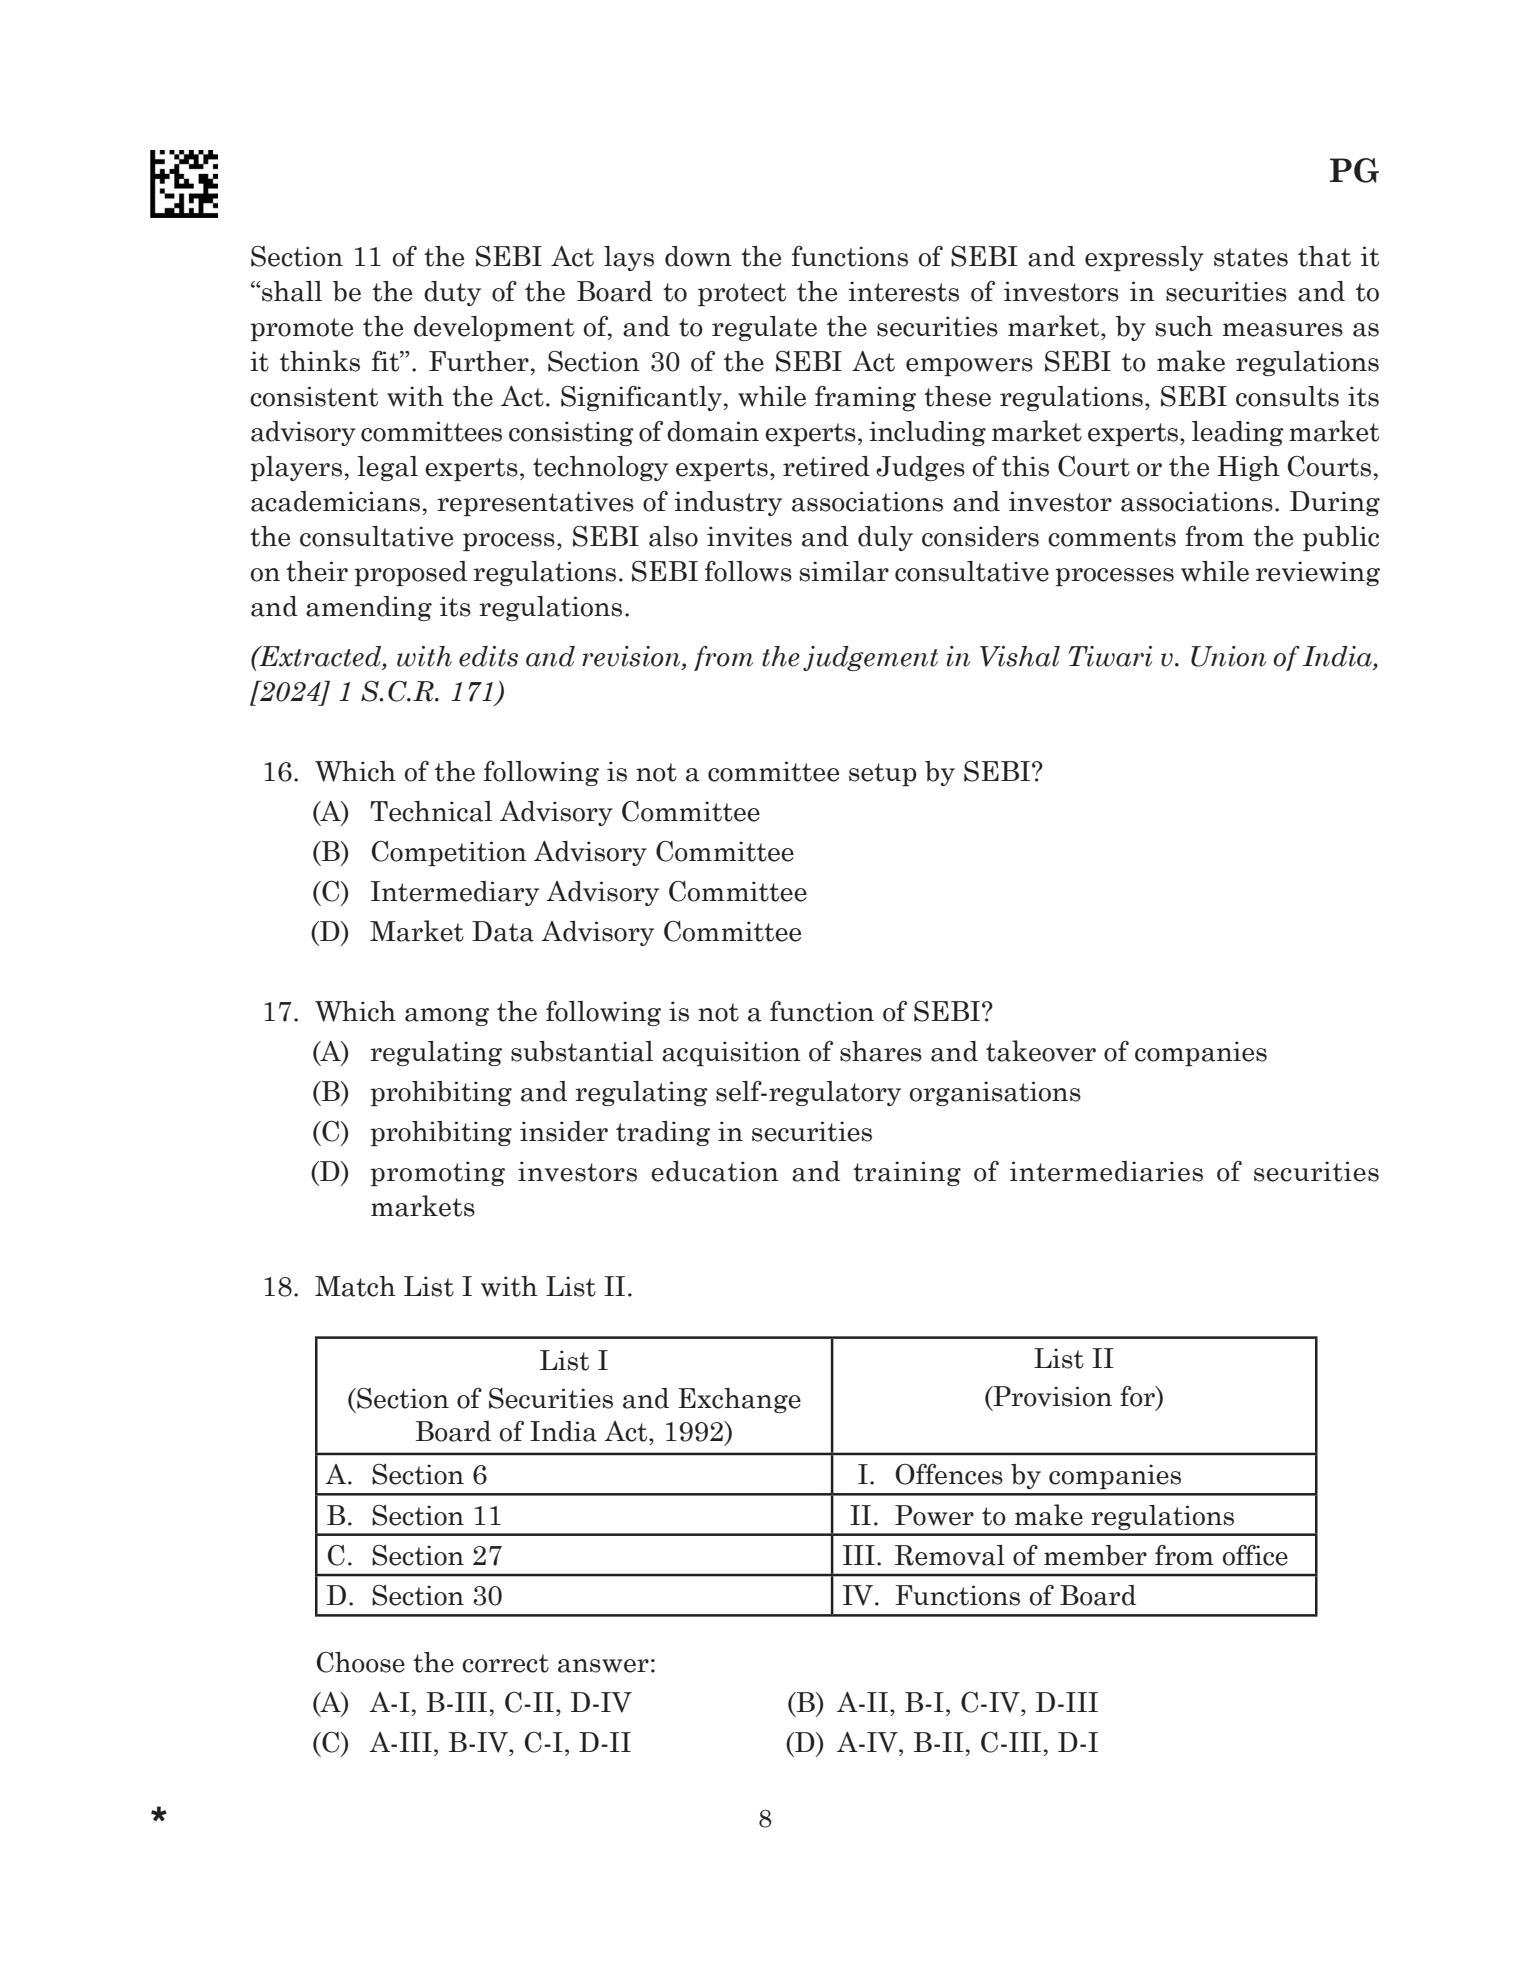 PG
Section 11 of the SEBI Act lays down the functions of SEBI and expressly states that it
“shall be the duty of the Board to protect the interests of investors in securities and to
promote the development of, and to regulate the securities market, by such measures as
it thinks fit”. Further, Section 30 of the SEBI Act empowers SEBI to make regulations
consistent with the Act. Significantly, while framing these regulations, SEBI consults its
advisory committees consisting of domain experts, including market experts, leading market
players, legal experts, technology experts, retired Judges of this Court or the High Courts,
academicians, representatives of industry associations and investor associations. During
the consultative process, SEBI also invites and duly considers comments from the public
on their proposed regulations. SEBI follows similar consultative processes while reviewing
and amending its regulations.
(Extracted, with edits and revision, from the judgement in Vishal Tiwari v. Union of India,
[2024] 1 S.C.R. 171)
16. Which of the following is not a committee setup by SEBI?
(A) Technical Advisory Committee
(B) Competition Advisory Committee
(C) Intermediary Advisory Committee
(D) Market Data Advisory Committee
17. Which among the following is not a function of SEBI?
(A) regulating substantial acquisition of shares and takeover of companies
(B) prohibiting and regulating self-regulatory organisations
(C) prohibiting insider trading in securities
(D) promoting investors education and training of intermediaries of securities
markets
18. Match List I with List II.
List I
(Section of Securities and Exchange
Board of India Act, 1992)
List II
(Provision for)
A. Section 6 I. Offences by companies
B. Section 11 II. Power to make regulations
C. Section 27 III. Removal of member from office
D. Section 30 IV. Functions of Board
Choose the correct answer:
(A) A-I, B-III, C-II, D-IV (B) A-II, B-I, C-IV, D-III
(C) A-III, B-IV, C-I, D-II (D) A-IV, B-II, C-III, D-I
* 8